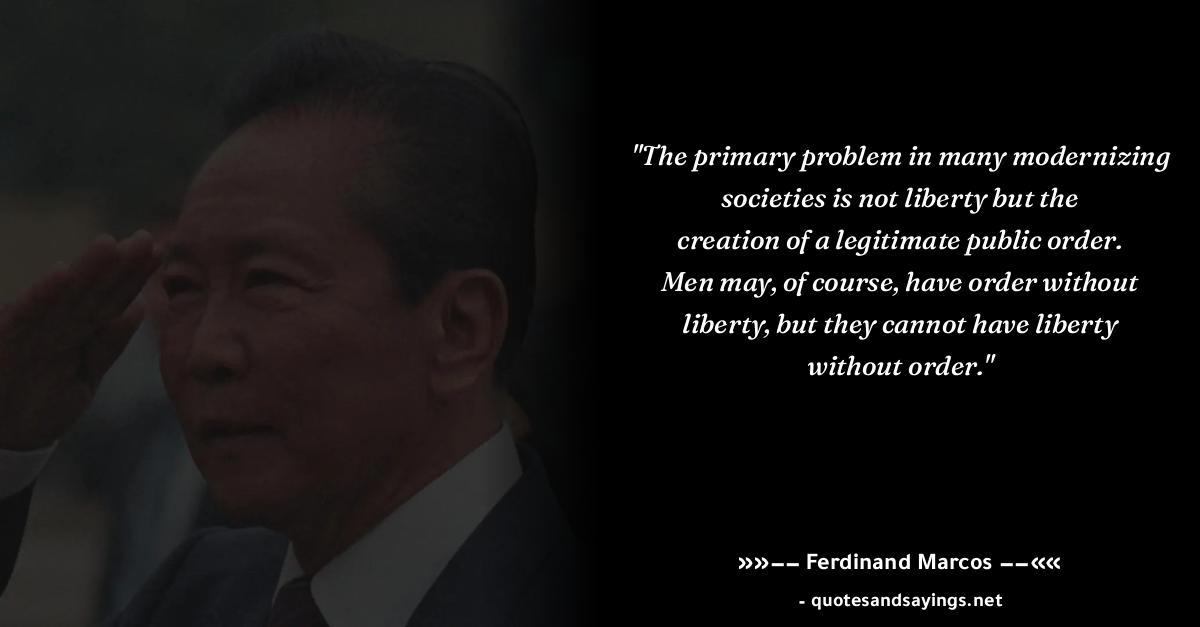 "The primary problem in many modernizing
societies is not liberty but the
creation of a legitimate public order.
Men may, of course, have order without
liberty, but they cannot have liberty
without order."
»»−− Ferdinand Marcos −−««
- quotesandsayings.net